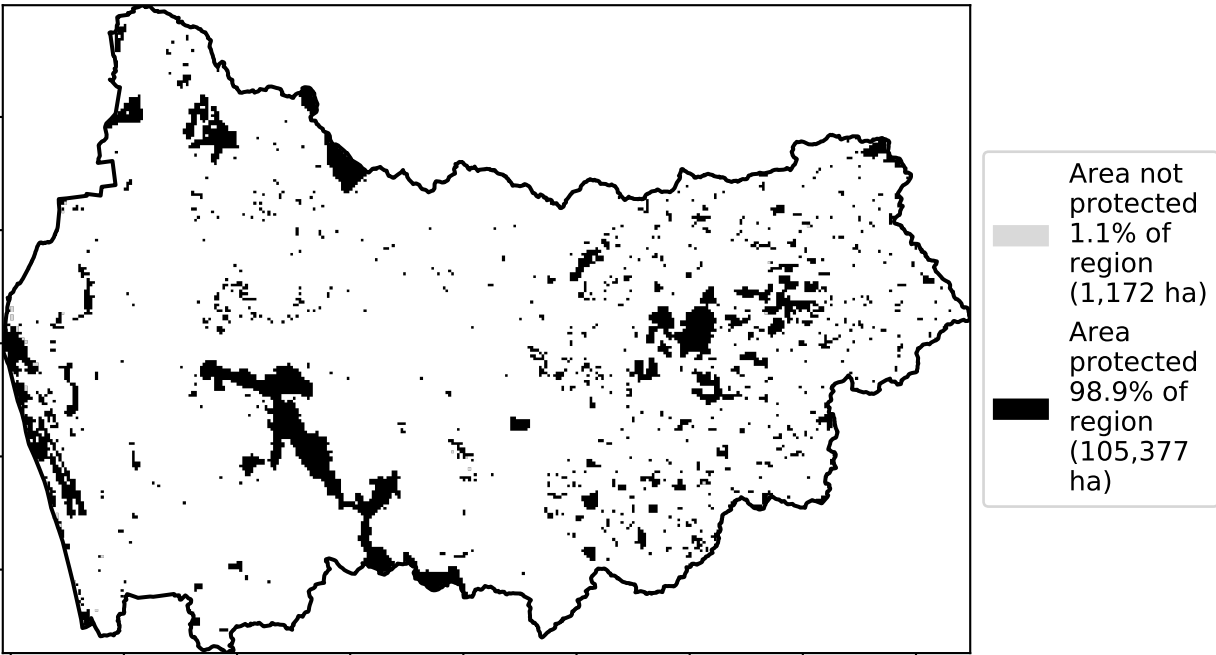 Area not
protected
1.1% of
region
(1,172 ha)
Area
protected
98.9% of
region
(105,377
ha)